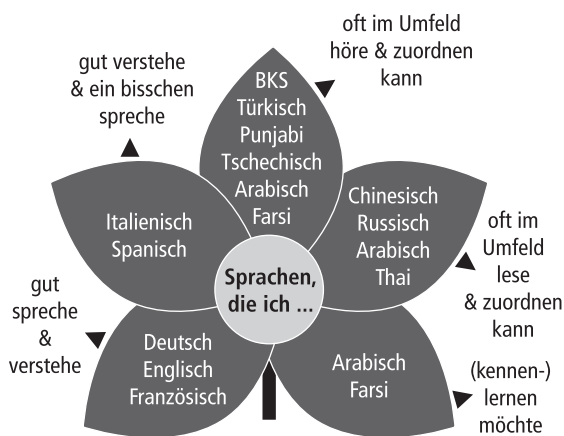 oft im Umfeld
höre & zuordnen
kann
gut verstehe
& ein bisschen
spreche
BKS
Türkisch
Punjabi
Tschechisch
Arabisch
Farsi
Italienisch
Spanisch
Chinesisch
Russisch
Arabisch
Thai
oft im
Umfeld
lese
& zuordnen
kann
Sprachen,
die ich ...
gut
spreche
&
verstehe
Deutsch
Englisch
Französisch
Arabisch
Farsi
(kennen-)
lernen
möchte